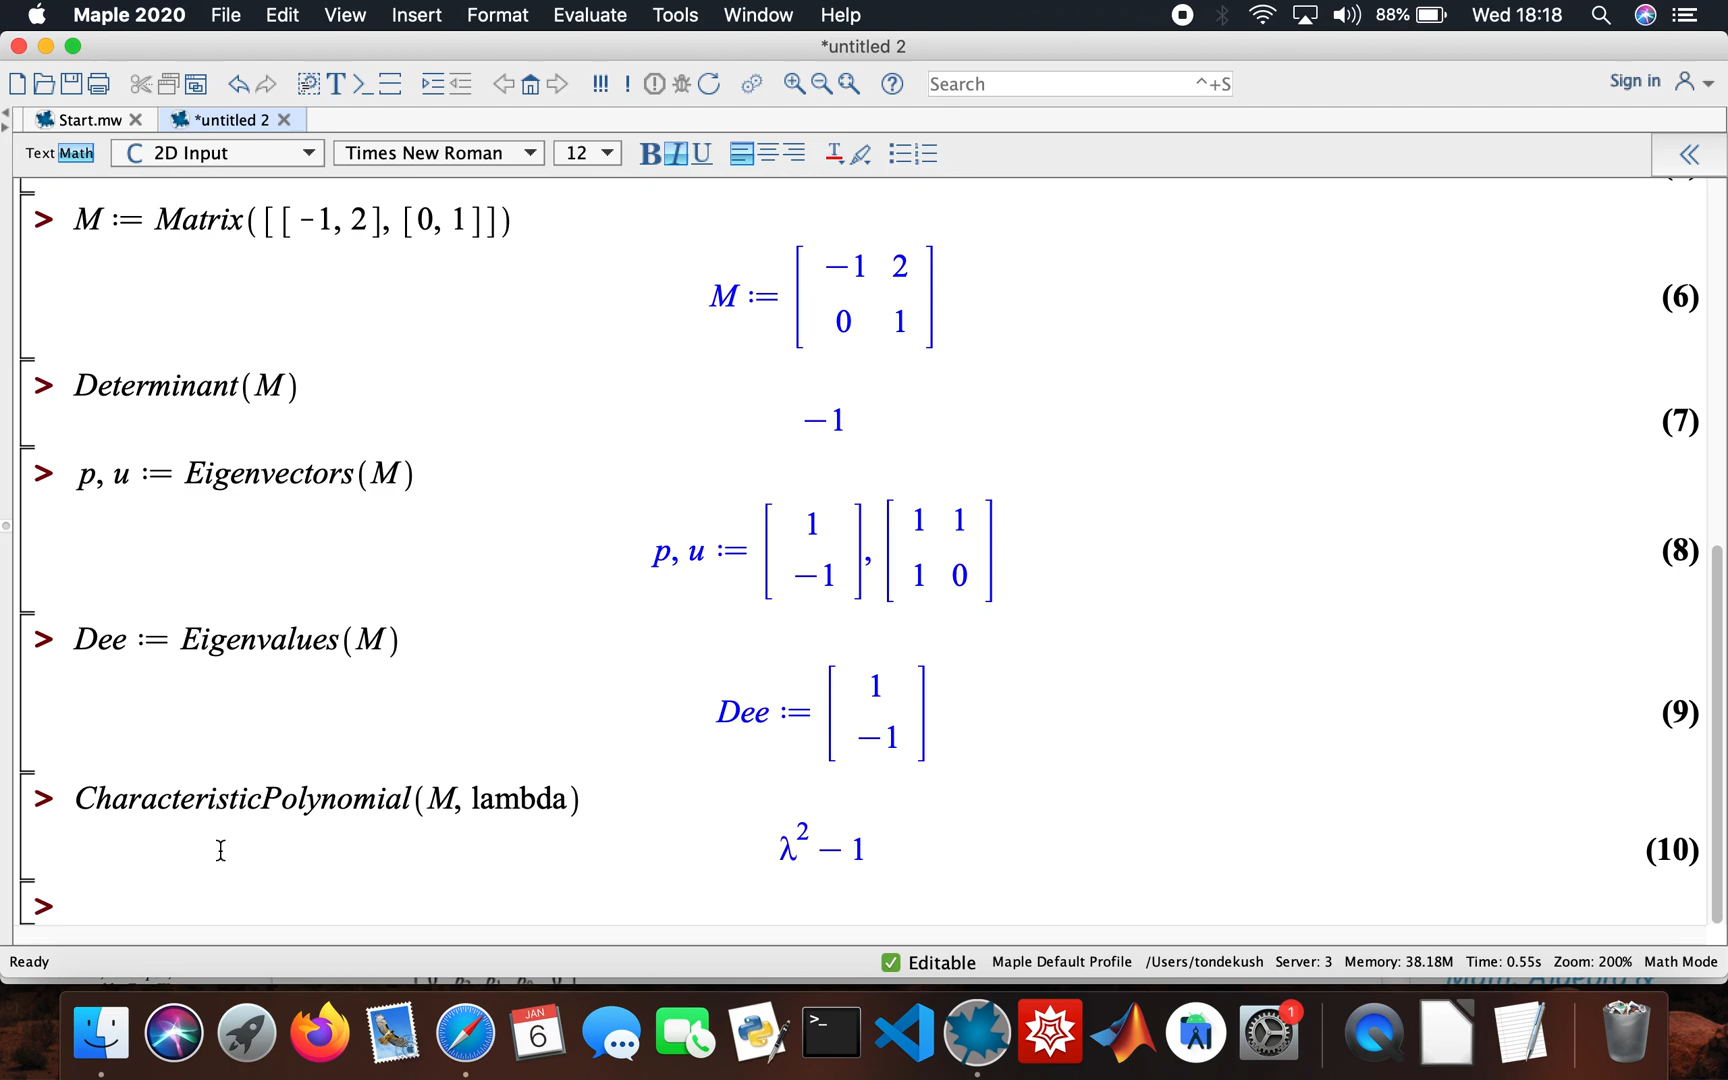 Maple 2020 File Edit View Insert Format Evaluate Tools Window Help 88% Wed 18:18
*untitled 2
Search ^+S Sign in
Start.mw *untitled 2
Text Math C 2D Input Times New Roman 12 B I U
> M := Matrix([[ -1, 2], [0, 1]])
M := [ −1 2
0 1 ] (6)
> Determinant(M)
−1 (7)
> p, u := Eigenvectors(M)
p, u := [ 1
−1 ], [ 1 1
1 0 ] (8)
> Dee := Eigenvalues(M)
Dee := [ 1
−1 ] (9)
> CharacteristicPolynomial(M, lambda)
λ² − 1 (10)
>
Ready Editable Maple Default Profile /Users/tondekush Server: 3 Memory: 38.18M Time: 0.55s Zoom: 200% Math Mode
JAN
6
>_
1